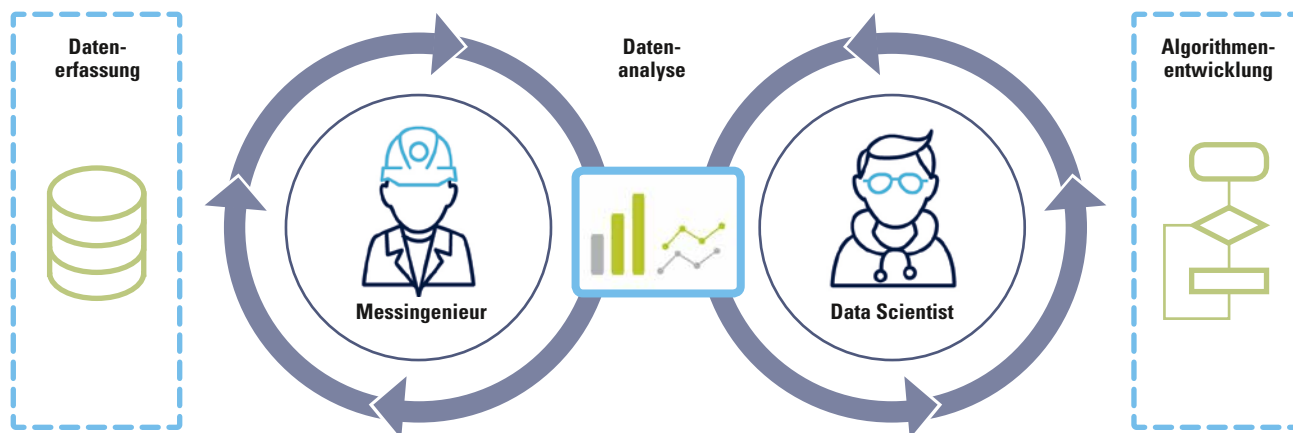 Daten-
erfassung
Messingenieur
Daten-
analyse
Data Scientist
Algorithmen-
entwicklung